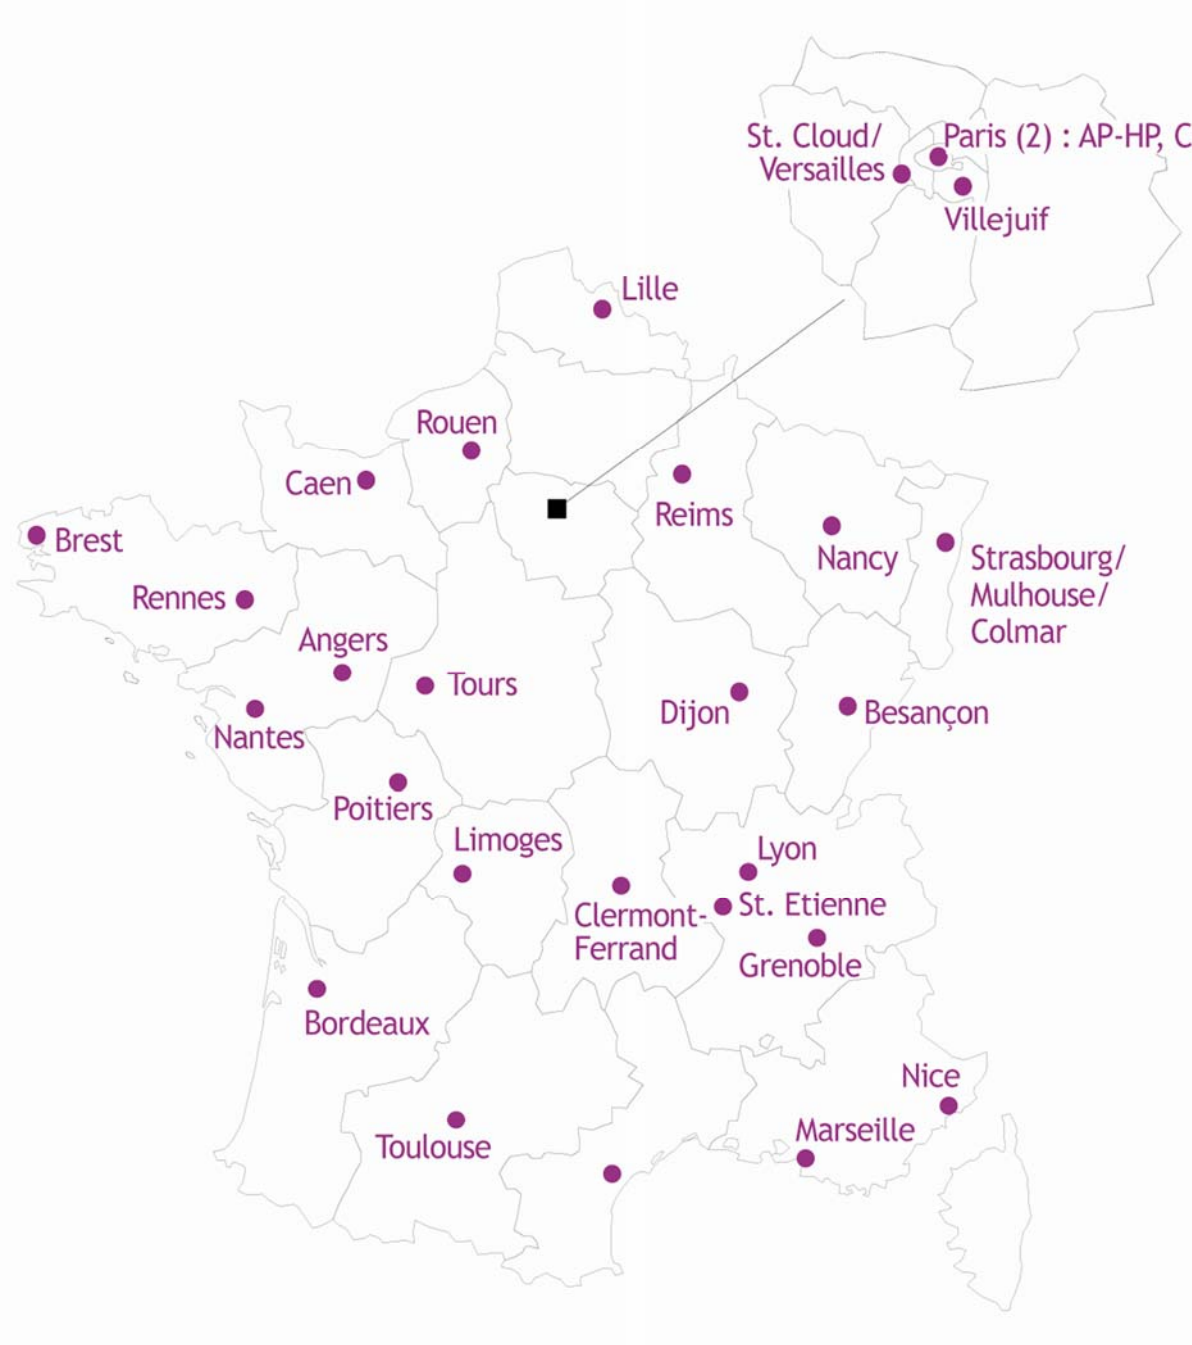 St. Cloud/
Versailles
Paris (2) : AP-HP, C
Villejuif
Lille
Rouen
Caen
Reims
Brest
Nancy
Strasbourg/
Mulhouse/
Colmar
Rennes
Angers
Tours
Dijon
Besançon
Nantes
Poitiers
Limoges
Lyon
St. Etienne
Clermont-
Ferrand
Grenoble
Bordeaux
Nice
Marseille
Toulouse